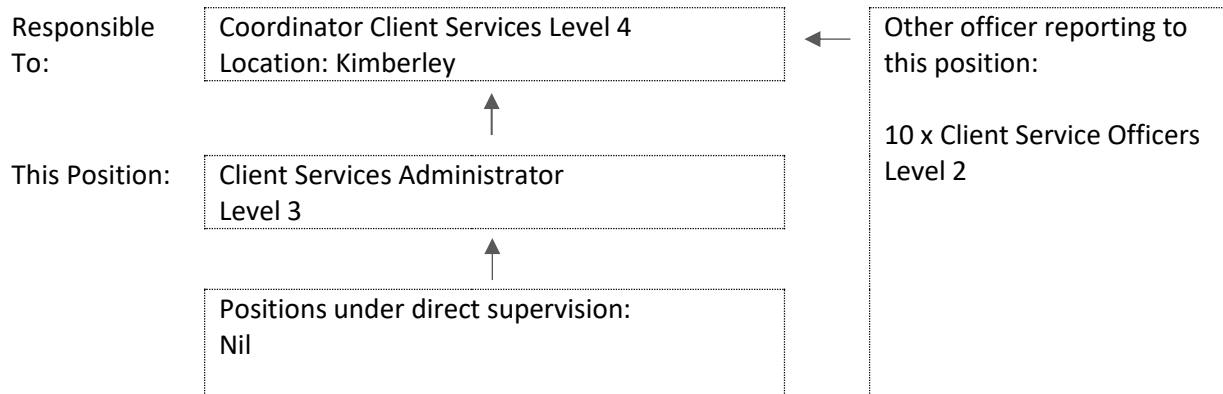 Responsible
To:
Coordinator Client Services Level 4
Location: Kimberley
Other officer reporting to
this position:
10 x Client Service Officers
Level 2
This Position:
Client Services Administrator
Level 3
Positions under direct supervision:
Nil